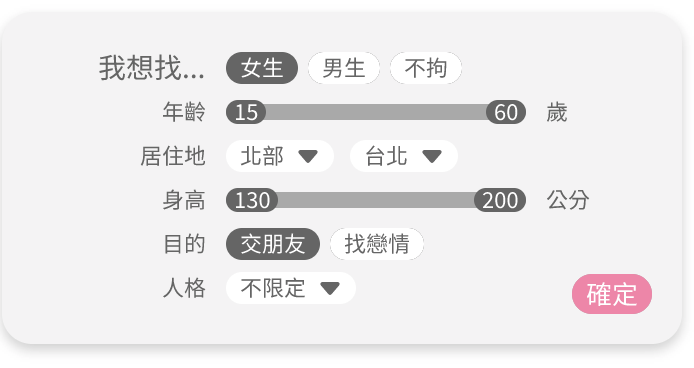 我想找... 女生 男生 不拘
年齡 15 60 歲
居住地 北部 台北
身高 130 200 公分
目的 交朋友 找戀情
人格 不限定
確定